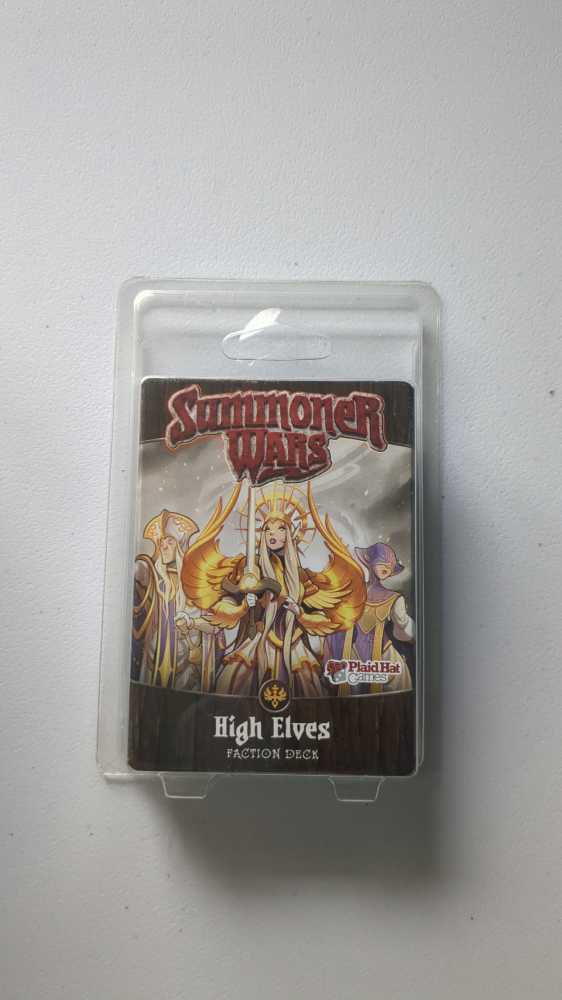 Summoner
Wars
Plaid Hat
Games
High Elves
FACTION DECK